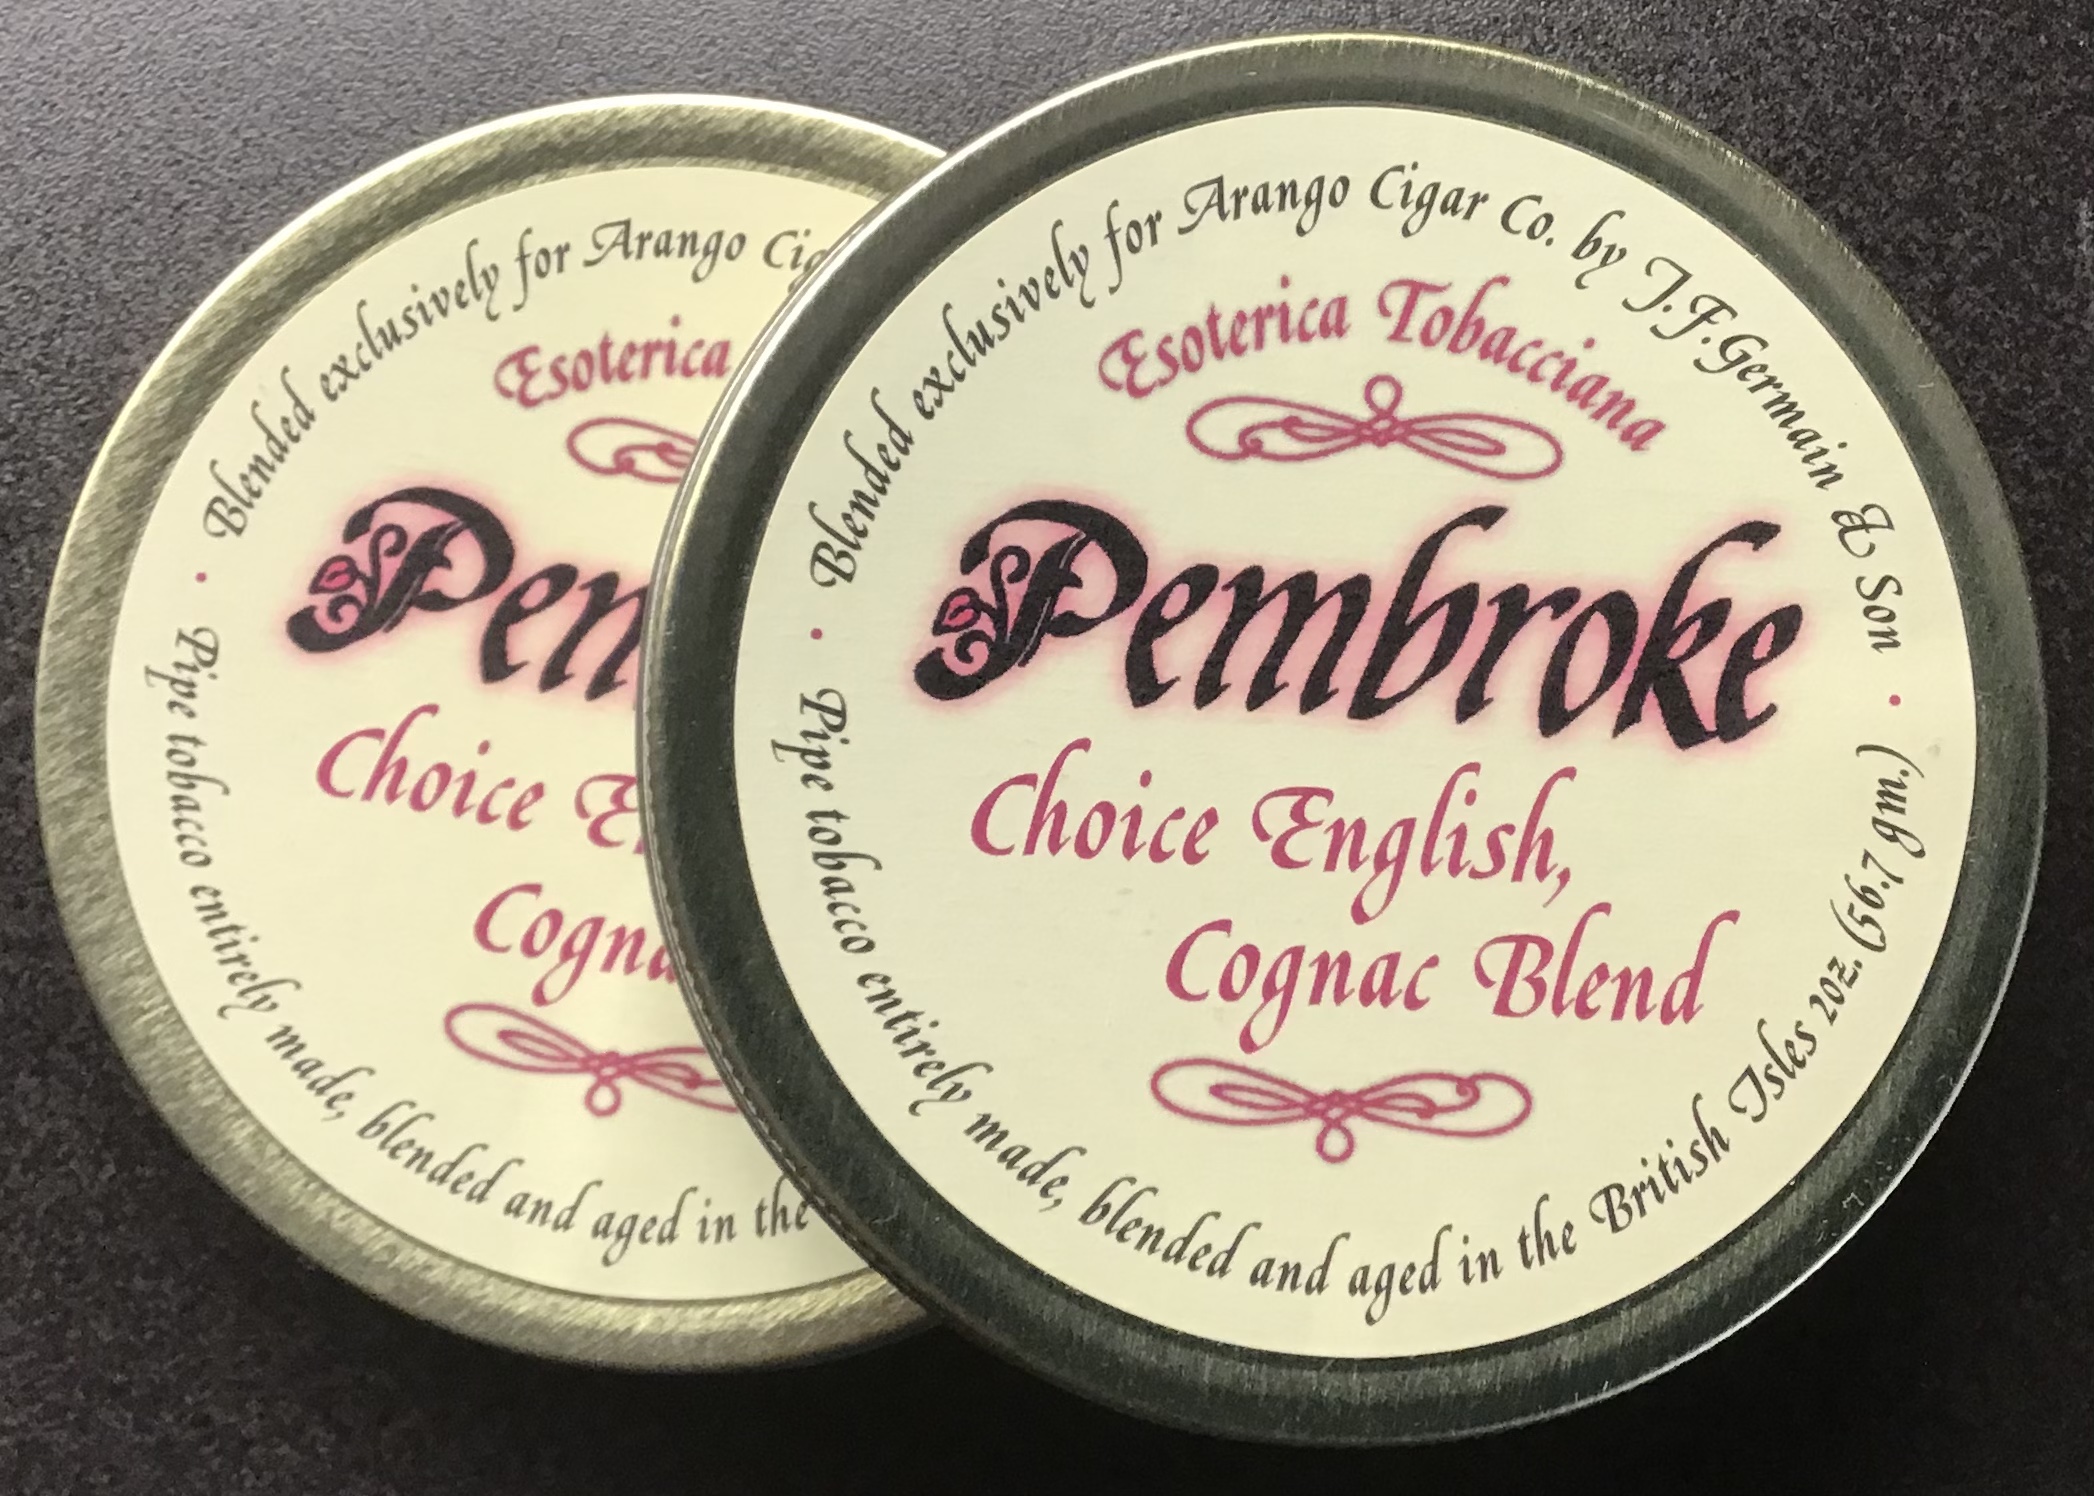 Blended exclusively for Arango Cig
Esoterica
Pem
Choice En
Cogna
Pipe tobacco entirely made, blended and aged in the
Blended exclusively for Arango Cigar Co. by J.F.Germain & Son
Esoterica Tobacciana
Pembroke
Choice English,
Cognac Blend
Pipe tobacco entirely made, blended and aged in the British Isles 2oz. (56.7 gm.)